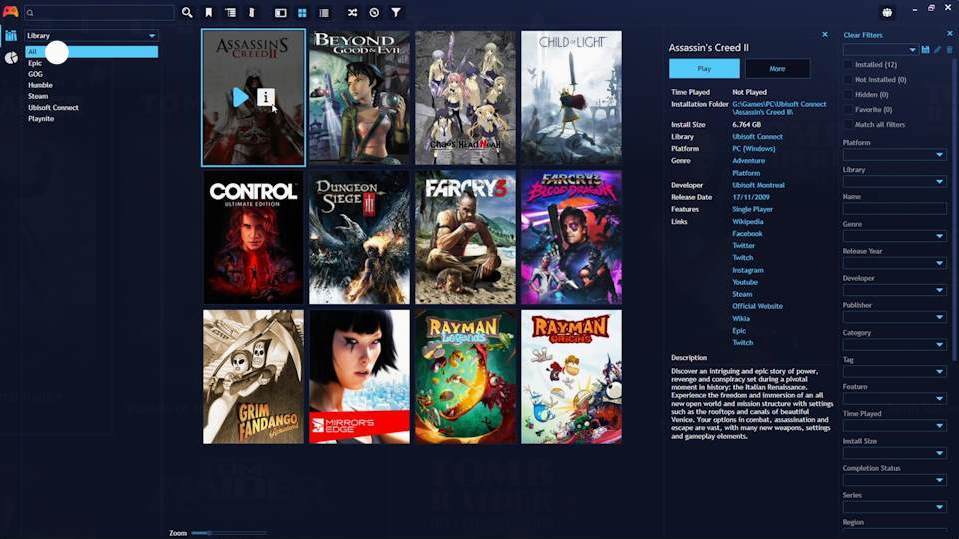 Library
All
Epic
GOG
Humble
Steam
Ubisoft Connect
Playnite
ASSASSIN'S
CREED II
BEYOND
GOOD & EVIL
CHAOS;HEAD NOAH
CHILD OF LIGHT
CONTROL
ULTIMATE EDITION
DUNGEON
SIEGE III
FARCRY 3
FARCRY 3
BLOOD DRAGON
GRIM
FANDANGO
MIRROR'S
EDGE
RAYMAN
Legends
RAYMAN
ORIGINS
Zoom
Assassin's Creed II
Play
More
Time Played Not Played
Installation Folder G:\Games\PC\Ubisoft Connect
\Assassin's Creed II\
Install Size 6.764 GB
Library Ubisoft Connect
Platform PC (Windows)
Genre Adventure
Platform
Developer Ubisoft Montreal
Release Date 17/11/2009
Features Single Player
Links Wikipedia
Facebook
Twitter
Twitch
Instagram
Youtube
Steam
Official Website
Wikia
Epic
Twitch
Description
Discover an intriguing and epic story of power,
revenge and conspiracy set during a pivotal
moment in history: the Italian Renaissance.
Experience the freedom and immersion of an all
new open world and mission structure with settings
such as the rooftops and canals of beautiful
Venice. Your options in combat, assassination and
escape are vast, with many new weapons, settings
and gameplay elements.
Clear Filters
Installed (12)
Not Installed (0)
Hidden (0)
Favorite (0)
Match all filters
Platform
Library
Name
Genre
Release Year
Developer
Publisher
Category
Tag
Feature
Time Played
Install Size
Completion Status
Series
Region